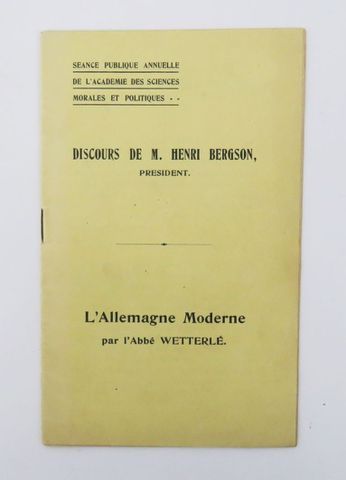 SEANCE PUBLIQUE ANNUELLE
DE L'ACADEMIE DES SCIENCES
MORALES ET POLITIQUES - -
DISCOURS DE M. HENRI BERGSON,
PRESIDENT.
L'Allemagne Moderne
par l'Abbé WETTERLÉ.